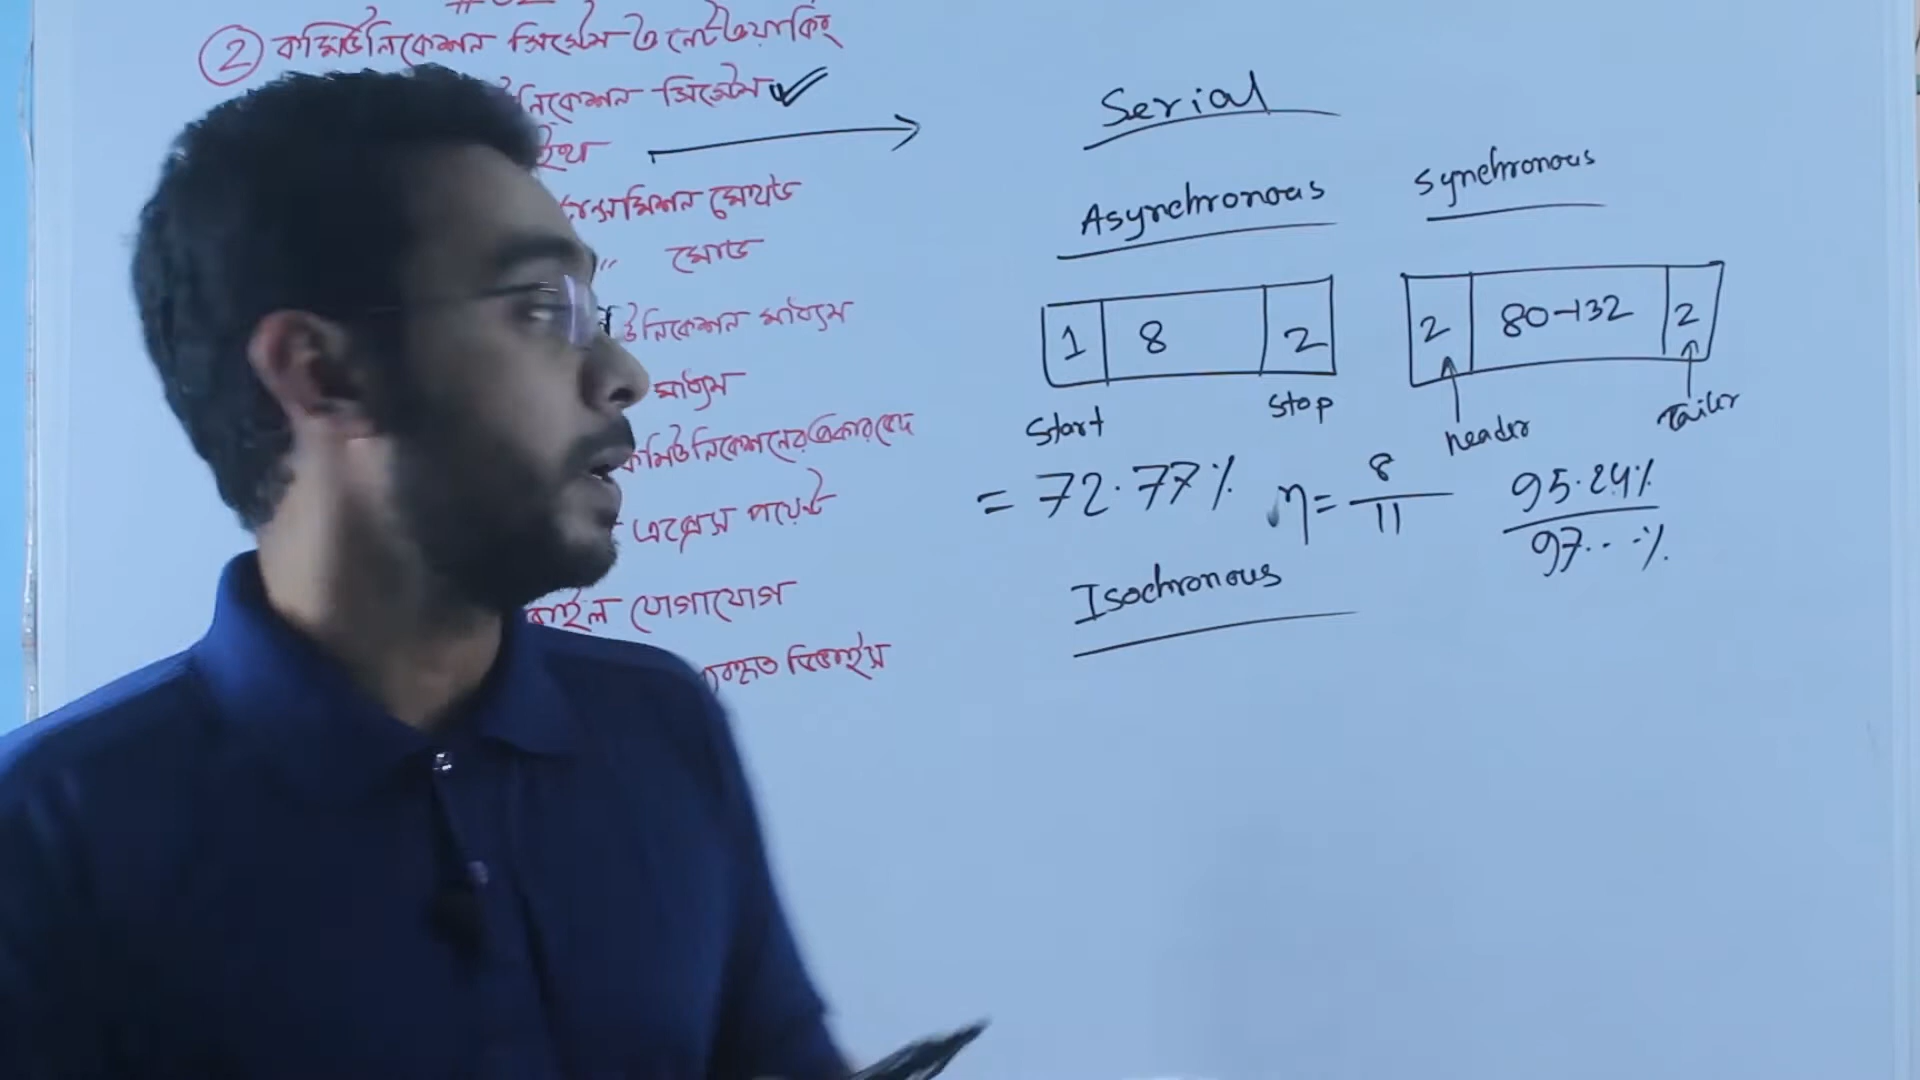 ② কমিউনিকেশন সিস্টেম ও নেটওয়ার্কিং
নিকেশন সিস্টেম ✓
ট্রান্সমিশন মেথড
" মোড
উনিকেশন মাধ্যম
মাধ্যম
কমিউনিকেশনের প্রকারভেদ
এক্সেস পয়েন্ট
বাইল যোগাযোগ
ব্যবহৃত ডিভাইস
Serial
Asynchronous
Synchronous
1 8 2
2 80-132 2
Start
Stop
header
Tailer
= 72.77% η = 8/11
95.24%
97...%
Isochronous